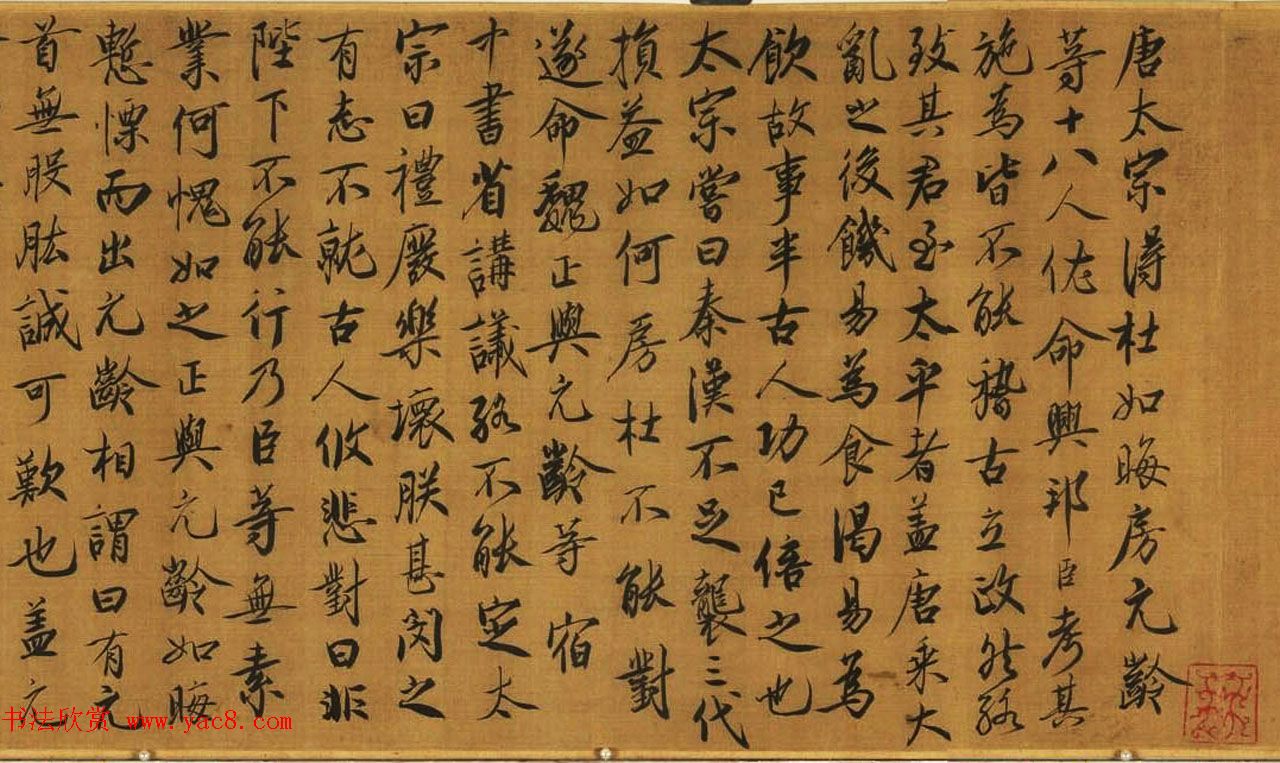 唐太宗得杜如晦房元齡
等十八人佐命興邦臣考其
施為皆不能稽古立政然終
致其君至太平者蓋唐乘大
亂之後饑易為食渴易為
飲故事半古人功已倍之也
太宗嘗曰秦漢不足襲三代
損益如何房杜不能對
遂命魏正與元齡等宿
中書省講議終不能定太
宗曰禮廢樂壞朕甚閔之
有志不就古人攸悲對曰非
陛下不能行乃臣等無素
業何愧如之正與元齡如晦
慙慄而出元齡相謂曰有元
首無股肱誠可歎也蓋元
书法欣赏 www.yac8.com